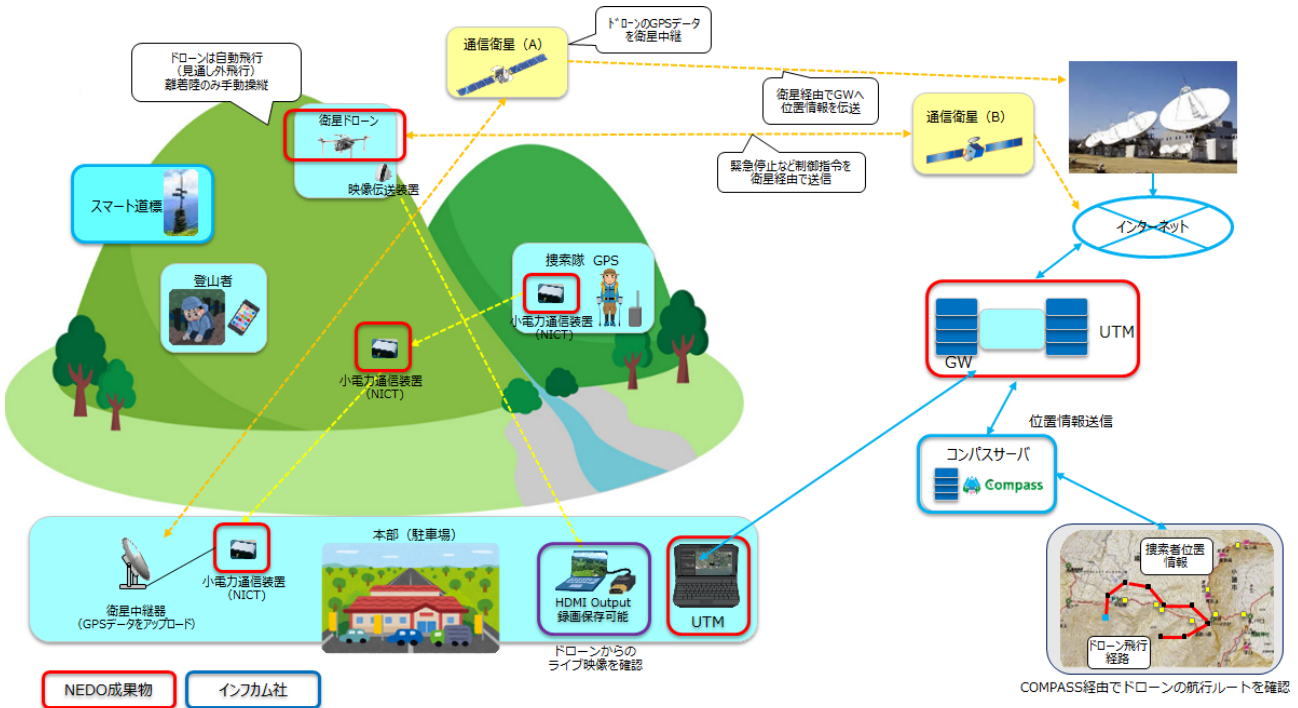 ドローンは自動飛行
(見通し外飛行)
離着陸のみ手動操縦
通信衛星（A）
ドローンのGPSデータ
を衛星中継
衛星経由でGWへ
位置情報を伝送
通信衛星（B）
緊急停止など制御指令を
衛星経由で送信
衛星ドローン
映像伝送装置
スマート道標
登山者
捜索隊 GPS
小電力通信装置
（NICT）
小電力通信装置
（NICT）
インターネット
GW
UTM
位置情報送信
コンパスサーバ
Compass
捜索者位置
情報
ドローン飛行
経路
COMPASS経由でドローンの航行ルートを確認
本部（駐車場）
衛星中継器
（GPSデータをアップロード）
小電力通信装置
（NICT）
HDMI Output
録画保存可能
UTM
ドローンからの
ライブ映像を確認
NEDO成果物
インフカム社